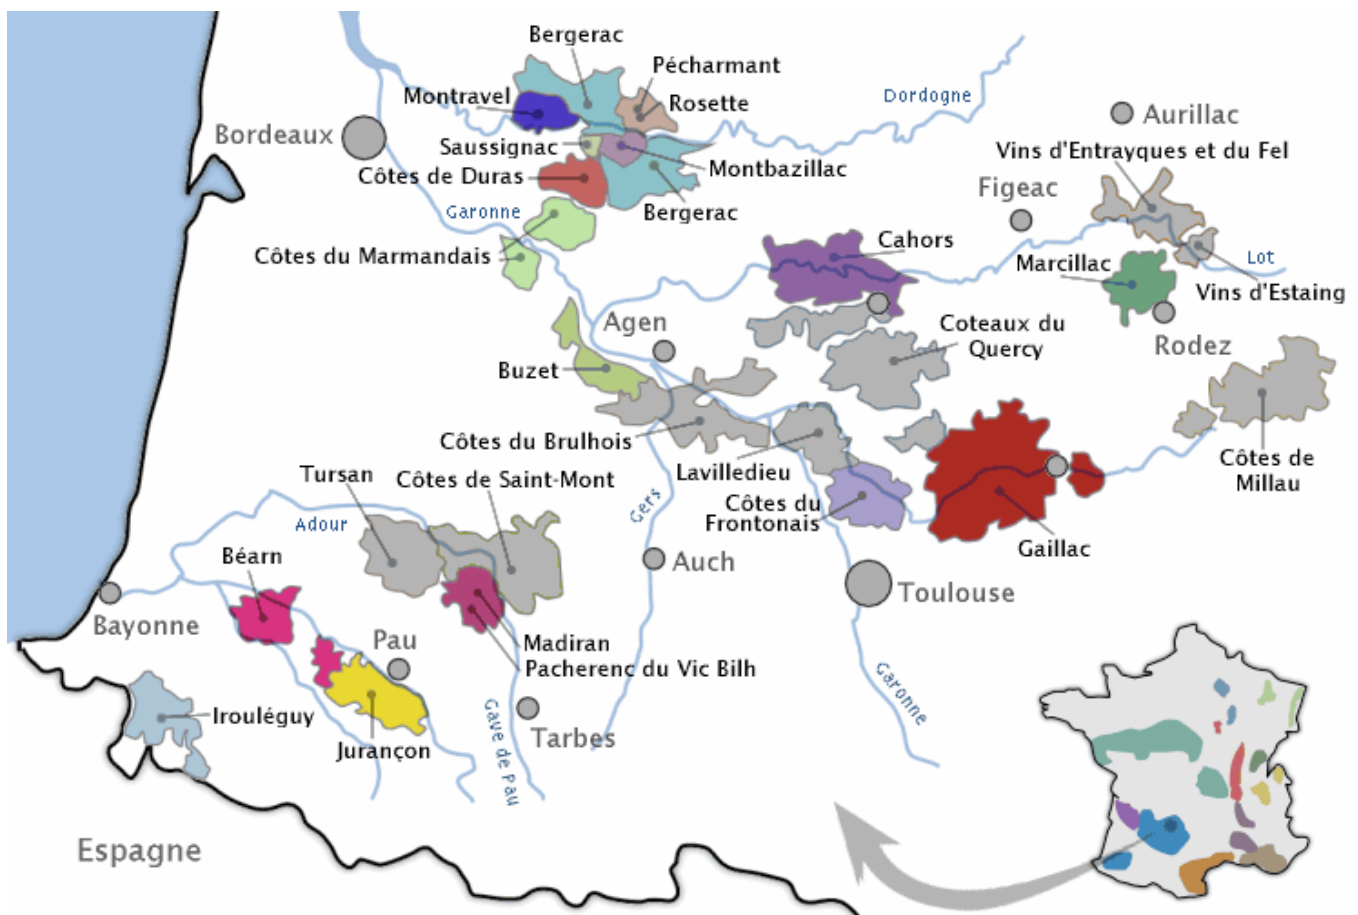 Bergerac
Pécharmant
Montravel
Rosette
Dordogne
Bordeaux
Aurillac
Saussignac
Vins d'Entrayques et du Fel
Montbazillac
Côtes de Duras
Figeac
Garonne
Bergerac
Cahors
Côtes du Marmandais
Marcillac
Lot
Vins d'Estaing
Agen
Coteaux du
Quercy
Rodez
Buzet
Côtes du Brulhois
Lavilledieu
Côtes de
Millau
Tursan
Côtes de Saint-Mont
Gers
Côtes du
Frontonais
Adour
Gaillac
Béarn
Auch
Toulouse
Bayonne
Pau
Madiran
Pacherenc du Vic Bilh
Garonne
Irouléguy
Gave de Pau
Tarbes
Jurançon
Espagne